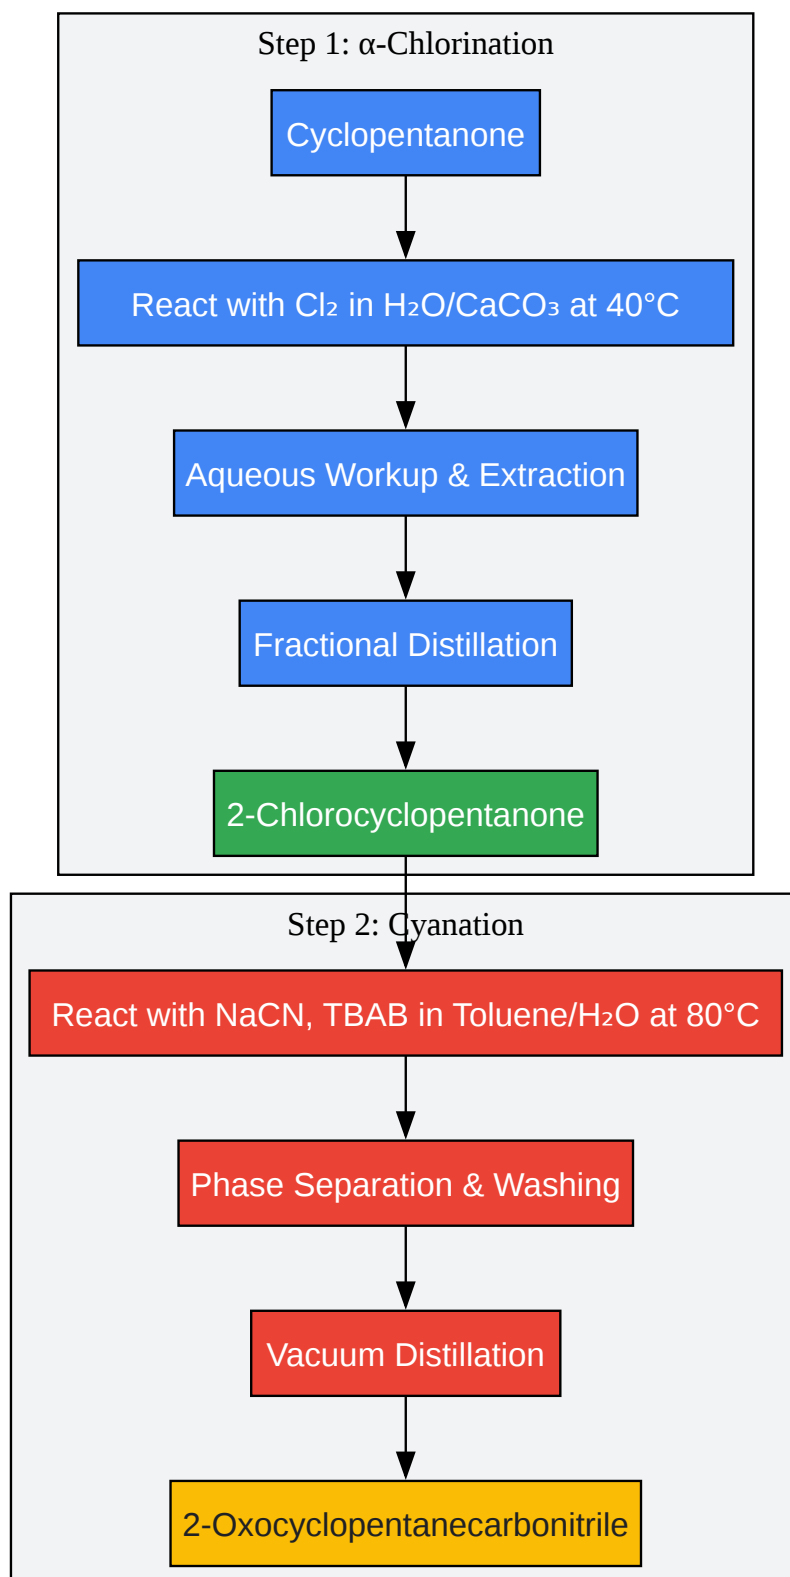 Step 1: α-Chlorination
Cyclopentanone
React with Cl₂ in H₂O/CaCO₃ at 40°C
Aqueous Workup & Extraction
Fractional Distillation
2-Chlorocyclopentanone
Step 2: Cyanation
React with NaCN, TBAB in Toluene/H₂O at 80°C
Phase Separation & Washing
Vacuum Distillation
2-Oxocyclopentanecarbonitrile